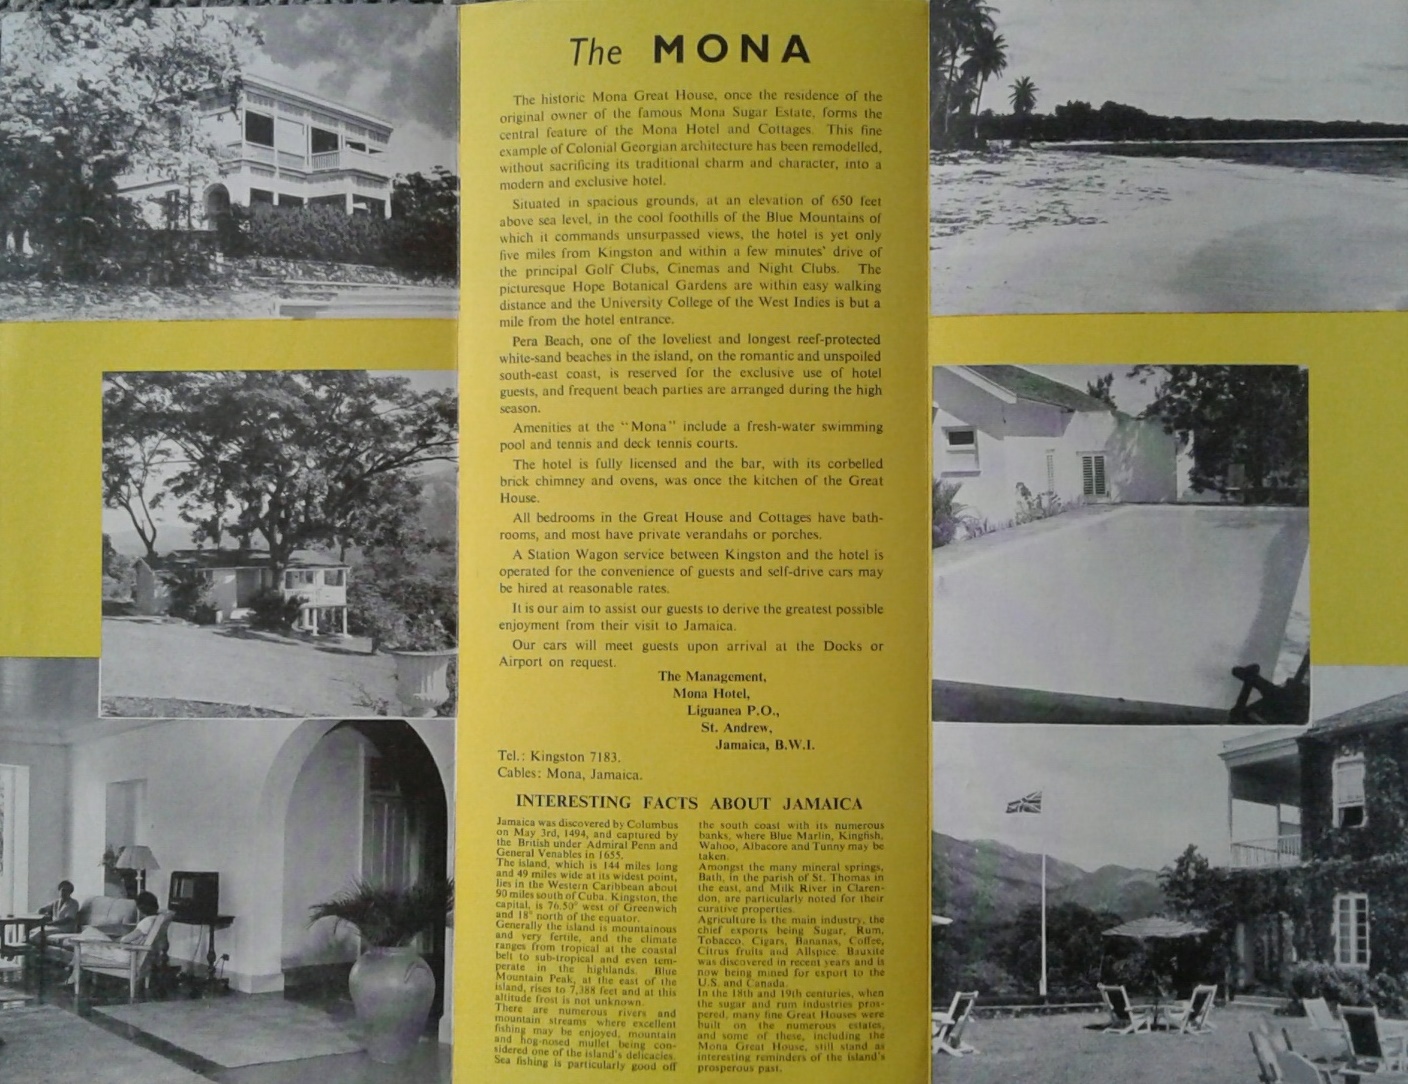 The MONA
The historic Mona Great House, once the residence of the
original owner of the famous Mona Sugar Estate, forms the
central feature of the Mona Hotel and Cottages. This fine
example of Colonial Georgian architecture has been remodelled,
without sacrificing its traditional charm and character, into a
modern and exclusive hotel.
Situated in spacious grounds, at an elevation of 650 feet
above sea level, in the cool foothills of the Blue Mountains of
which it commands unsurpassed views, the hotel is yet only
five miles from Kingston and within a few minutes' drive of
the principal Golf Clubs, Cinemas and Night Clubs. The
picturesque Hope Botanical Gardens are within easy walking
distance and the University College of the West Indies is but a
mile from the hotel entrance.
Pera Beach, one of the loveliest and longest reef-protected
white-sand beaches in the island, on the romantic and unspoiled
south-east coast, is reserved for the exclusive use of hotel
guests, and frequent beach parties are arranged during the high
season.
Amenities at the "Mona" include a fresh-water swimming
pool and tennis and deck tennis courts.
The hotel is fully licensed and the bar, with its corbelled
brick chimney and ovens, was once the kitchen of the Great
House.
All bedrooms in the Great House and Cottages have bath-
rooms, and most have private verandahs or porches.
A Station Wagon service between Kingston and the hotel is
operated for the convenience of guests and self-drive cars may
be hired at reasonable rates.
It is our aim to assist our guests to derive the greatest possible
enjoyment from their visit to Jamaica.
Our cars will meet guests upon arrival at the Docks or
Airport on request.
The Management,
Mona Hotel,
Liguanea P.O.,
St. Andrew,
Jamaica, B.W.I.
Tel.: Kingston 7183.
Cables: Mona, Jamaica.
INTERESTING FACTS ABOUT JAMAICA
Jamaica was discovered by Columbus
on May 3rd, 1494, and captured by
the British under Admiral Penn and
General Venables in 1655.
The island, which is 144 miles long
and 49 miles wide at its widest point,
lies in the Western Caribbean about
90 miles south of Cuba. Kingston, the
capital, is 76.50° west of Greenwich
and 18° north of the equator.
Generally the island is mountainous
and very fertile, and the climate
ranges from tropical at the coastal
belt to sub-tropical and even tem-
perate in the highlands. Blue
Mountain Peak, at the east of the
island, rises to 7,388 feet and at this
altitude frost is not unknown.
There are numerous rivers and
mountain streams where excellent
fishing may be enjoyed, mountain
and hog-nosed mullet being con-
sidered one of the island's delicacies.
Sea fishing is particularly good off
the south coast with its numerous
banks, where Blue Marlin, Kingfish,
Wahoo, Albacore and Tunny may be
taken.
Amongst the many mineral springs,
Bath, in the parish of St. Thomas in
the east, and Milk River in Claren-
don, are particularly noted for their
curative properties.
Agriculture is the main industry, the
chief exports being Sugar, Rum,
Tobacco, Cigars, Bananas, Coffee,
Citrus fruits and Allspice. Bauxite
was discovered in recent years and is
now being mined for export to the
U.S. and Canada.
In the 18th and 19th centuries, when
the sugar and rum industries pros-
pered, many fine Great Houses were
built on the numerous estates,
and some of these, including the
Mona Great House, still stand as
interesting reminders of the island's
prosperous past.